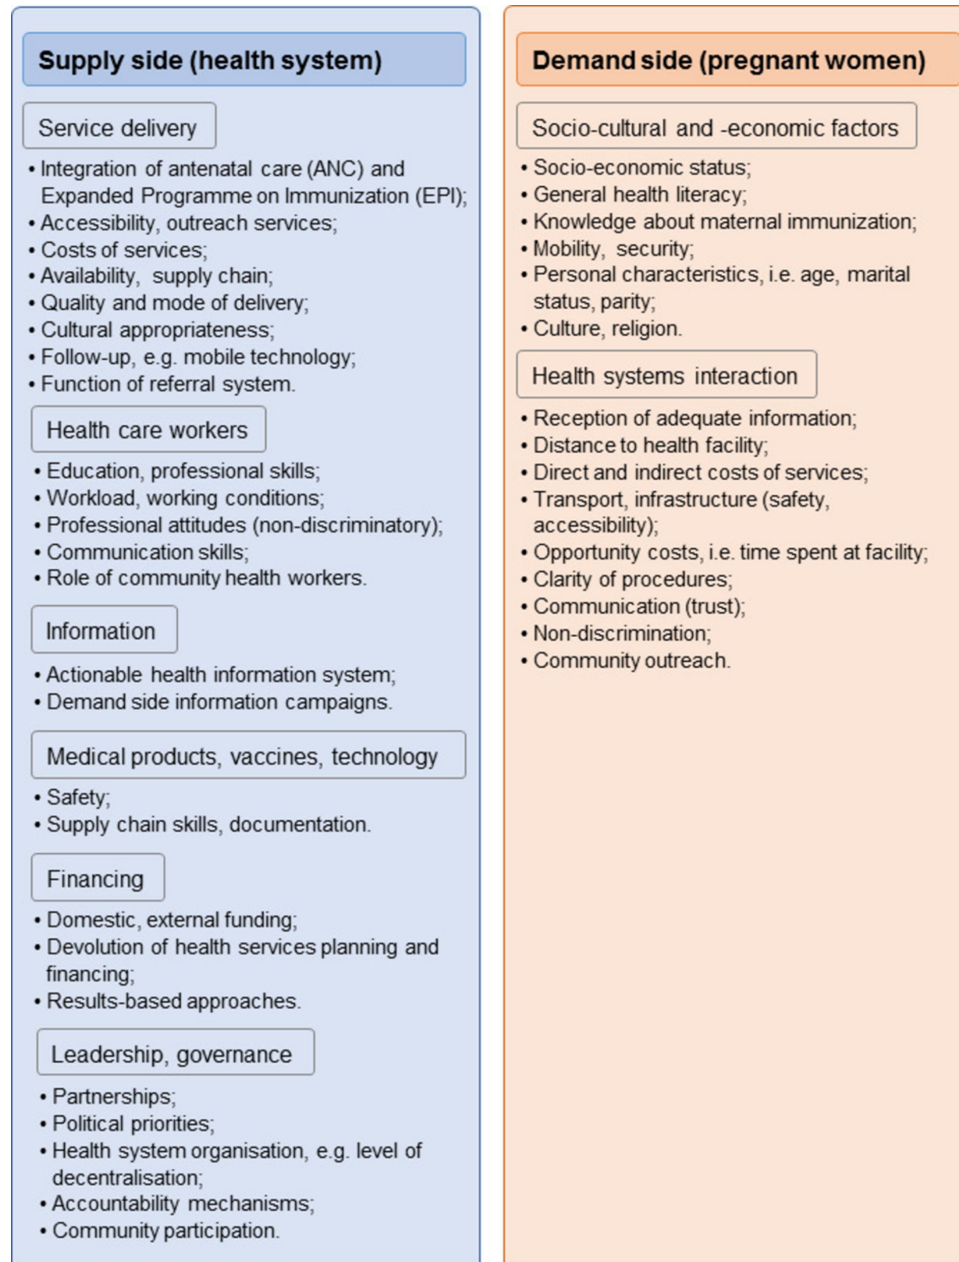 Supply side (health system)
Service delivery
• Integration of antenatal care (ANC) and
Expanded Programme on Immunization (EPI);
• Accessibility, outreach services;
• Costs of services;
• Availability, supply chain;
• Quality and mode of delivery;
• Cultural appropriateness;
• Follow-up, e.g. mobile technology;
• Function of referral system.
Health care workers
• Education, professional skills;
• Workload, working conditions;
• Professional attitudes (non-discriminatory);
• Communication skills;
• Role of community health workers.
Information
• Actionable health information system;
• Demand side information campaigns.
Medical products, vaccines, technology
• Safety;
• Supply chain skills, documentation.
Financing
• Domestic, external funding;
• Devolution of health services planning and
financing;
• Results-based approaches.
Leadership, governance
• Partnerships;
• Political priorities;
• Health system organisation, e.g. level of
decentralisation;
• Accountability mechanisms;
• Community participation.
Demand side (pregnant women)
Socio-cultural and -economic factors
• Socio-economic status;
• General health literacy;
• Knowledge about maternal immunization;
• Mobility, security;
• Personal characteristics, i.e. age, marital
status, parity;
• Culture, religion.
Health systems interaction
• Reception of adequate information;
• Distance to health facility;
• Direct and indirect costs of services;
• Transport, infrastructure (safety,
accessibility);
• Opportunity costs, i.e. time spent at facility;
• Clarity of procedures;
• Communication (trust);
• Non-discrimination;
• Community outreach.